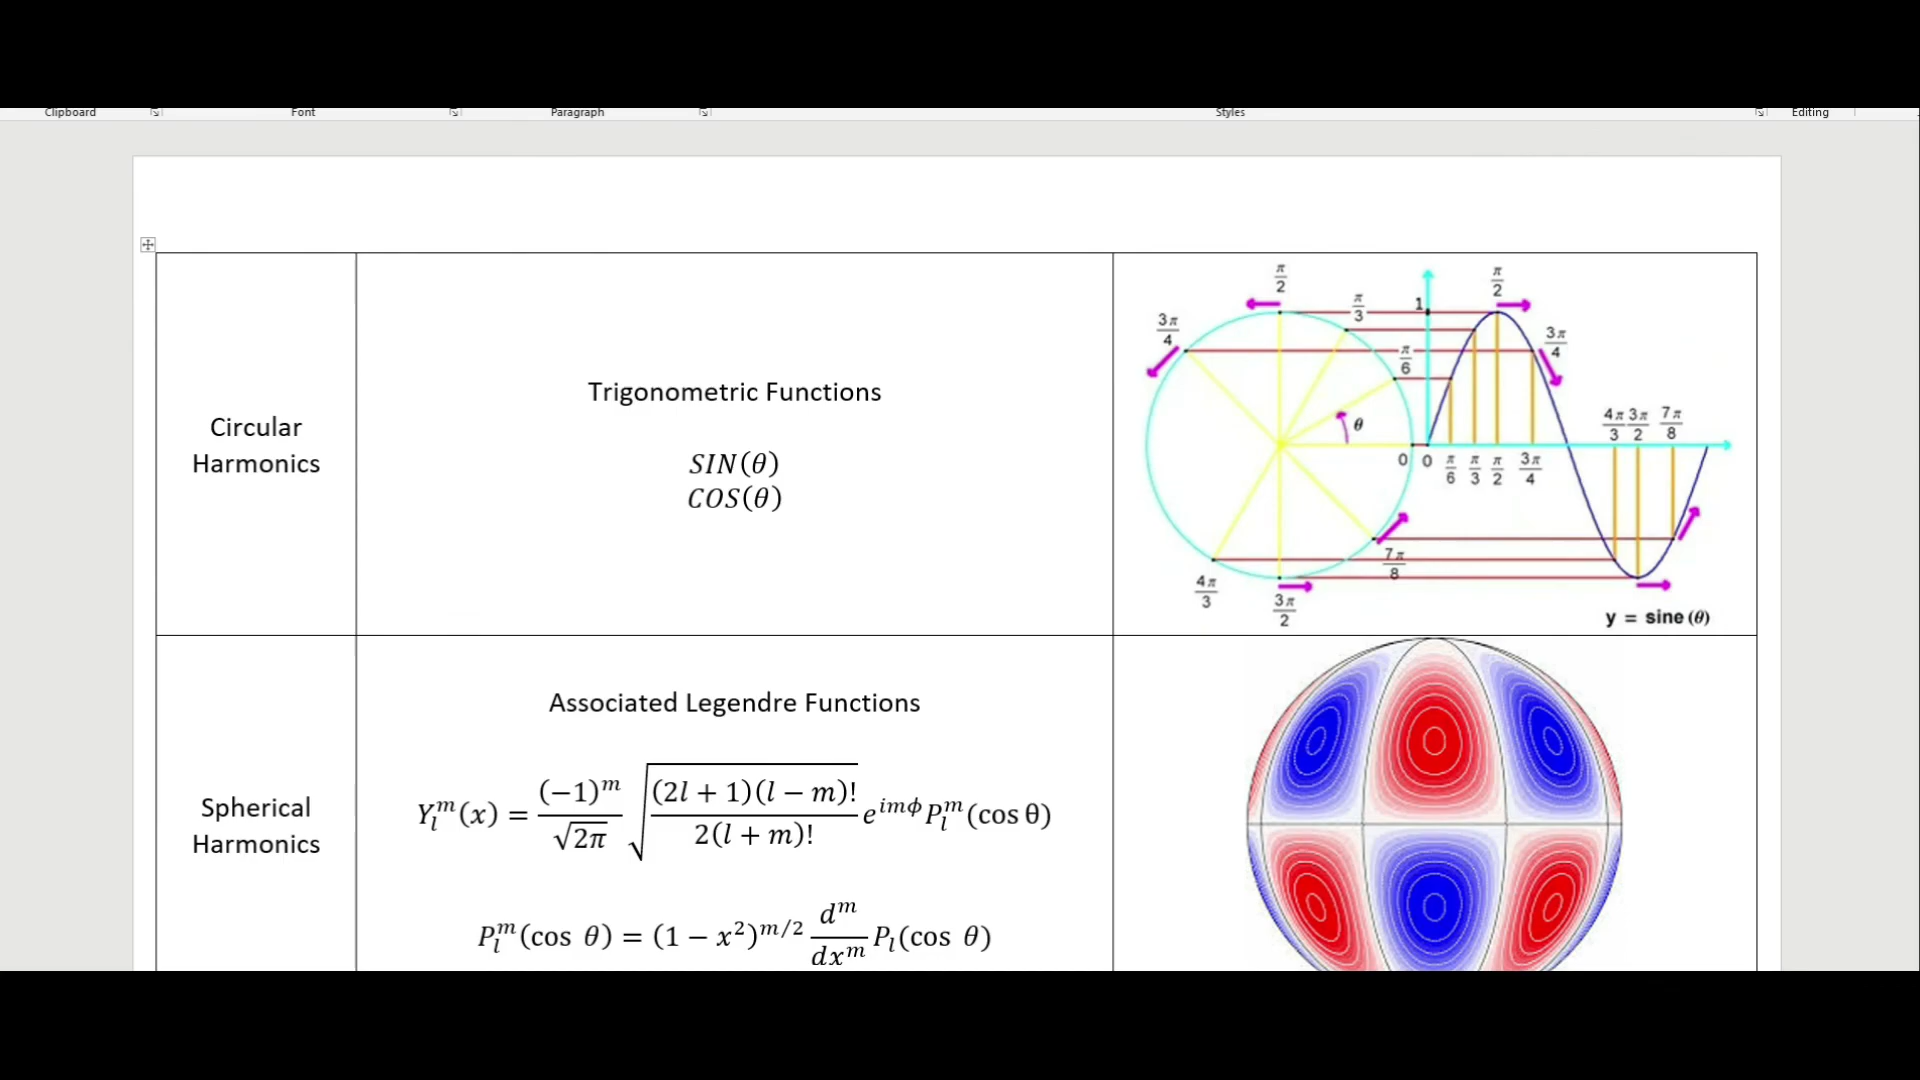 Clipboard Font Paragraph Styles Editing
Circular
Harmonics
Trigonometric Functions
SIN(θ)
COS(θ)
π/2
π/3
3π/4
π/6
θ
0
7π/8
4π/3
3π/2
1
π/2
3π/4
4π/3 3π/2 7π/8
0 π/6 π/3 π/2 3π/4
y = sine (θ)
Spherical
Harmonics
Associated Legendre Functions
Y_l^m(x) = (−1)^m/√2π √((2l + 1)(l − m)!/2(l + m)!) e^{imϕ} P_l^m(cos θ)
P_l^m(cos θ) = (1 − x²)^{m/2} d^m/dx^m P_l(cos θ)